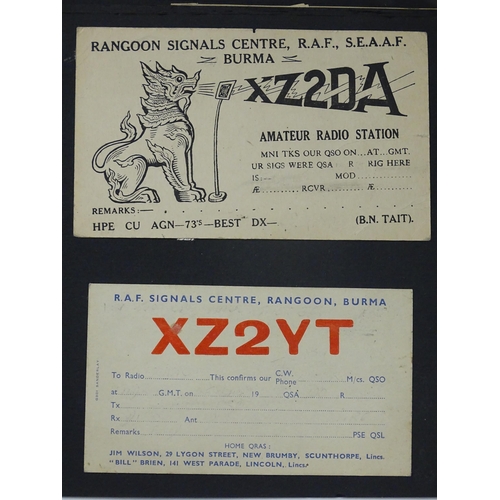 RANGOON SIGNALS CENTRE, R.A.F., S.E.A.A.F.
BURMA
XZ2DA
AMATEUR RADIO STATION
MNI TKS OUR QSO ON...AT...GMT.
UR SIGS WERE QSA R RIG HERE
IS:— MOD
Æ RCVR Æ
REMARKS:—
HPE CU AGN—73'S—BEST DX— (B.N. TAIT).
R.A.F. SIGNALS CENTRE, RANGOON, BURMA
XZ2YT
To Radio This confirms our C.W. Phone M/cs. QSO
at G.M.T. on 19 QSA R
Tx
Rx Ant
Remarks PSE QSL
HOME QRAS:
JIM WILSON, 29 LYGON STREET, NEW BRUMBY, SCUNTHORPE, Lincs.
"BILL" BRIEN, 141 WEST PARADE, LINCOLN, Lincs.